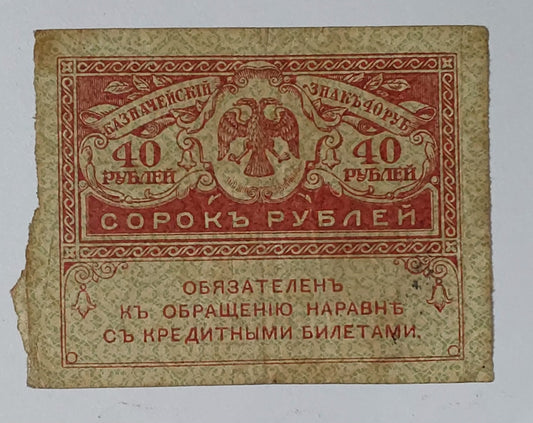 КАЗНАЧЕЙСКІЙ
ЗНАКЪ 40 РУБ.
40
РУБЛЕЙ
40
РУБЛЕЙ
СОРОКЪ РУБЛЕЙ
ОБЯЗАТЕЛЕНЪ
КЪ ОБРАЩЕНІЮ НАРАВНѢ
СЪ КРЕДИТНЫМИ БИЛЕТАМИ.